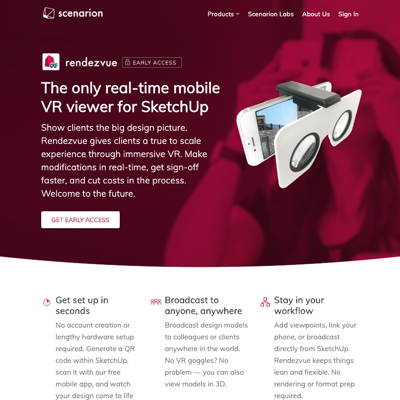 scenarion
Products
Scenarion Labs
About Us
Sign In
rendezvue
EARLY ACCESS
The only real-time mobile
VR viewer for SketchUp
Show clients the big design picture.
Rendezvue gives clients a true to scale
experience through immersive VR. Make
modifications in real-time, get sign-off
faster, and cut costs in the process.
Welcome to the future.
GET EARLY ACCESS
Get set up in
seconds
No account creation or
lengthy hardware setup
required. Generate a QR
code within SketchUp,
scan it with our free
mobile app, and watch
your design come to life
Broadcast to
anyone, anywhere
Broadcast design models
to colleagues or clients
anywhere in the world.
No VR goggles? No
problem — you can also
view models in 3D.
Stay in your
workflow
Add viewpoints, link your
phone, or broadcast
directly from SketchUp.
Rendezvue keeps things
lean and flexible. No
rendering or format prep
required.